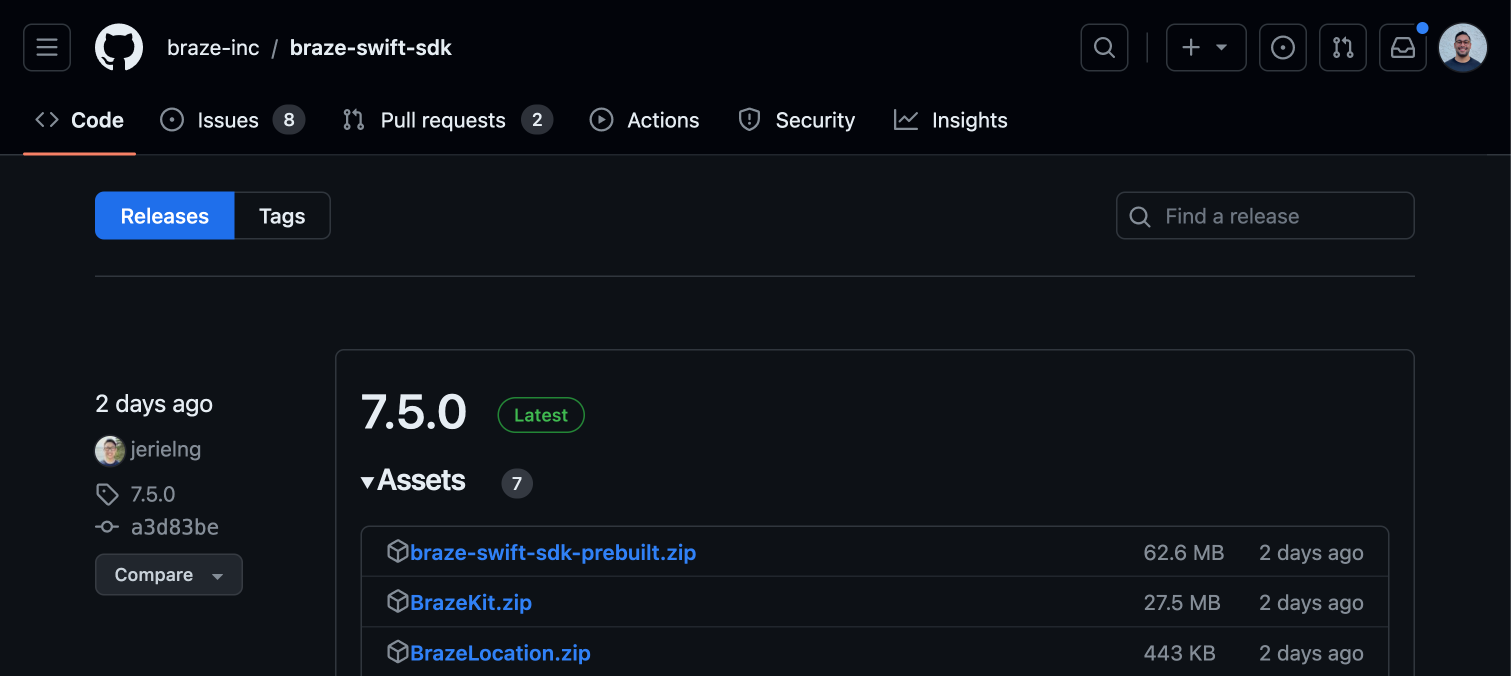 braze-inc / braze-swift-sdk
Code Issues 8 Pull requests 2 Actions Security Insights
Releases Tags Find a release
2 days ago
jerielng
7.5.0
a3d83be
Compare
7.5.0 Latest
Assets 7
braze-swift-sdk-prebuilt.zip 62.6 MB 2 days ago
BrazeKit.zip 27.5 MB 2 days ago
BrazeLocation.zip 443 KB 2 days ago